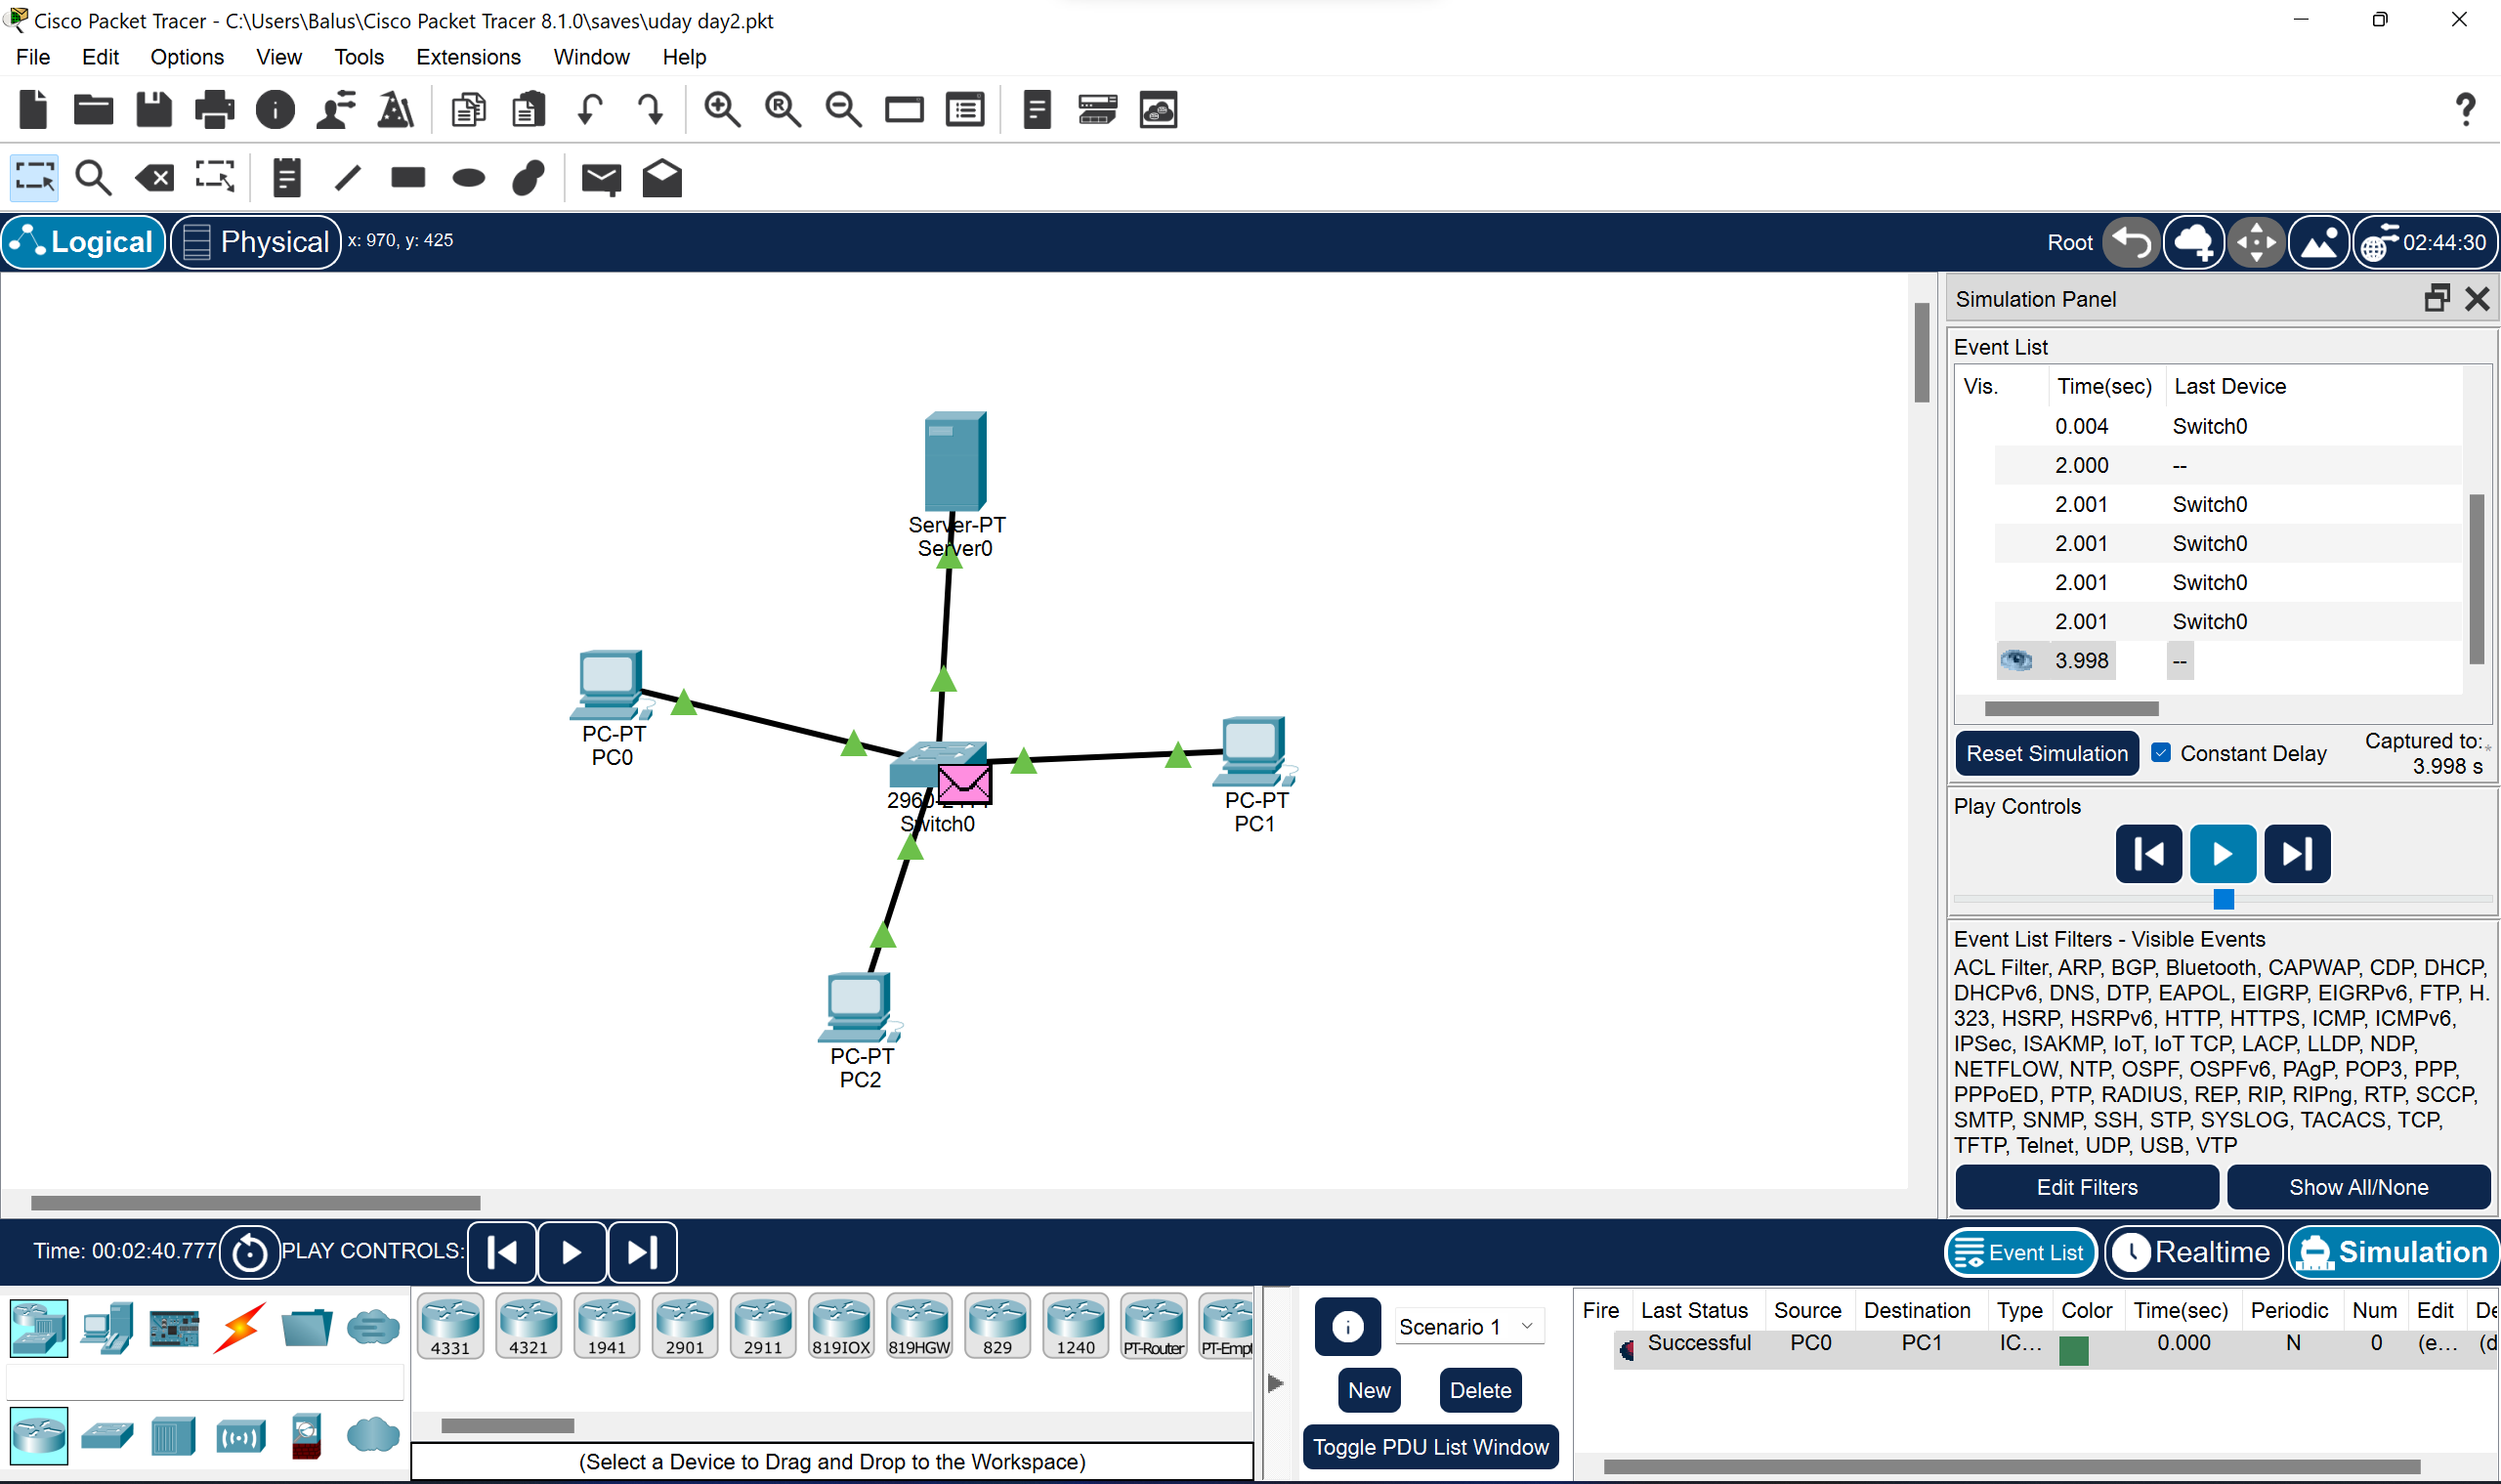 Cisco Packet Tracer - C:\Users\Balus\Cisco Packet Tracer 8.1.0\saves\uday day2.pkt
File Edit Options View Tools Extensions Window Help
Logical Physical x: 970, y: 425 Root 02:44:30
Simulation Panel
Event List
Vis. Time(sec) Last Device
0.004 Switch0
2.000 --
2.001 Switch0
2.001 Switch0
2.001 Switch0
2.001 Switch0
3.998 --
Server-PT
Server0
PC-PT
PC0
PC-PT
PC1
Switch0
PC-PT
PC2
Reset Simulation Constant Delay Captured to:*
3.998 s
Play Controls
Event List Filters - Visible Events
ACL Filter, ARP, BGP, Bluetooth, CAPWAP, CDP, DHCP,
DHCPv6, DNS, DTP, EAPOL, EIGRP, EIGRPv6, FTP, H.
323, HSRP, HSRPv6, HTTP, HTTPS, ICMP, ICMPv6,
IPSec, ISAKMP, IoT, IoT TCP, LACP, LLDP, NDP,
NETFLOW, NTP, OSPF, OSPFv6, PAgP, POP3, PPP,
PPPoED, PTP, RADIUS, REP, RIP, RIPng, RTP, SCCP,
SMTP, SNMP, SSH, STP, SYSLOG, TACACS, TCP,
TFTP, Telnet, UDP, USB, VTP
Edit Filters Show All/None
Time: 00:02:40.777 PLAY CONTROLS: Event List Realtime Simulation
4331 4321 1941 2901 2911 819IOX 819HGW 829 1240 PT-Router PT-Empt
(Select a Device to Drag and Drop to the Workspace)
Scenario 1
New Delete
Toggle PDU List Window
Fire Last Status Source Destination Type Color Time(sec) Periodic Num Edit De
Successful PC0 PC1 IC... 0.000 N 0 (e... (d